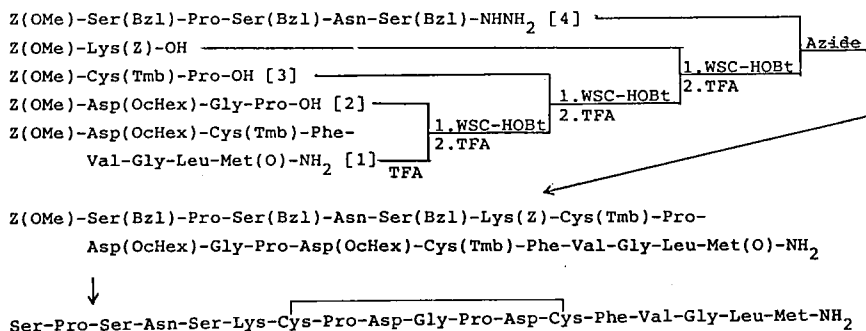 Z(OMe)-Ser(Bzl)-Pro-Ser(Bzl)-Asn-Ser(Bzl)-NHNH₂ [4]
Azide
Z(OMe)-Lys(Z)-OH
1.WSC-HOBt
2.TFA
Z(OMe)-Cys(Tmb)-Pro-OH [3]
1.WSC-HOBt
2.TFA
Z(OMe)-Asp(OcHex)-Gly-Pro-OH [2]
1.WSC-HOBt
2.TFA
Z(OMe)-Asp(OcHex)-Cys(Tmb)-Phe-
Val-Gly-Leu-Met(O)-NH₂ [1]
TFA
Z(OMe)-Ser(Bzl)-Pro-Ser(Bzl)-Asn-Ser(Bzl)-Lys(Z)-Cys(Tmb)-Pro-
Asp(OcHex)-Gly-Pro-Asp(OcHex)-Cys(Tmb)-Phe-Val-Gly-Leu-Met(O)-NH₂
Ser-Pro-Ser-Asn-Ser-Lys-Cys-Pro-Asp-Gly-Pro-Asp-Cys-Phe-Val-Gly-Leu-Met-NH₂